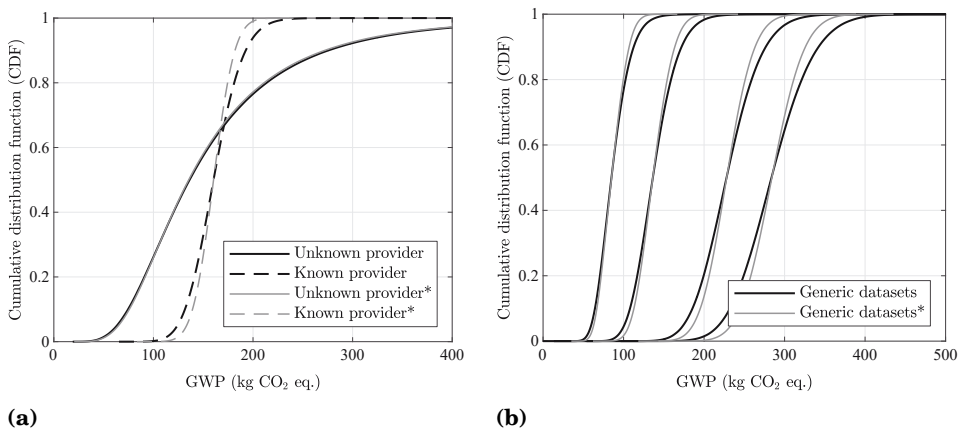 Cumulative distribution function (CDF)
1
0.8
0.6
0.4
0.2
0
0
100
200
300
400
GWP (kg CO₂ eq.)
Unknown provider
Known provider
Unknown provider*
Known provider*
(a)
Cumulative distribution function (CDF)
1
0.8
0.6
0.4
0.2
0
0
100
200
300
400
500
GWP (kg CO₂ eq.)
Generic datasets
Generic datasets*
(b)